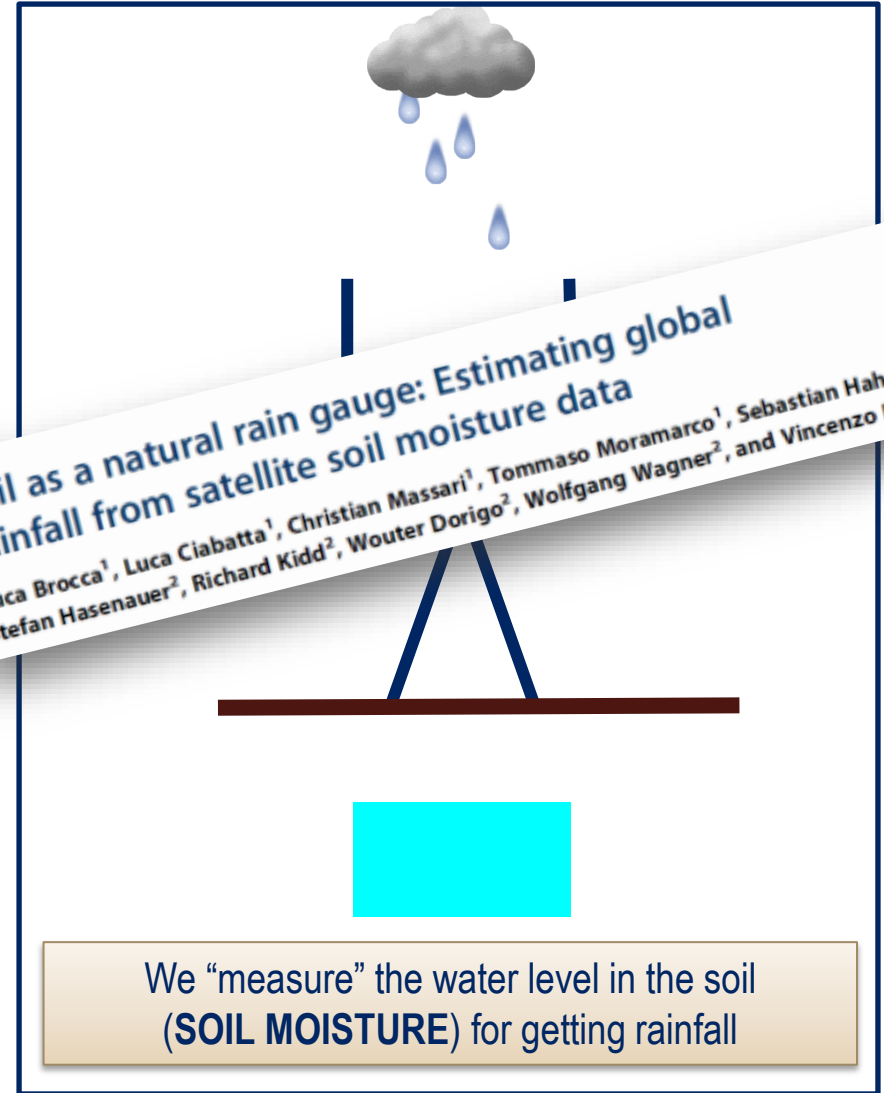 il as a natural rain gauge: Estimating global
infall from satellite soil moisture data
ca Brocca¹, Luca Ciabatta¹, Christian Massari¹, Tommaso Moramarco¹, Sebastian Hah
tefan Hasenauer², Richard Kidd², Wouter Dorigo², Wolfgang Wagner², and Vincenzo
We “measure” the water level in the soil
(SOIL MOISTURE) for getting rainfall